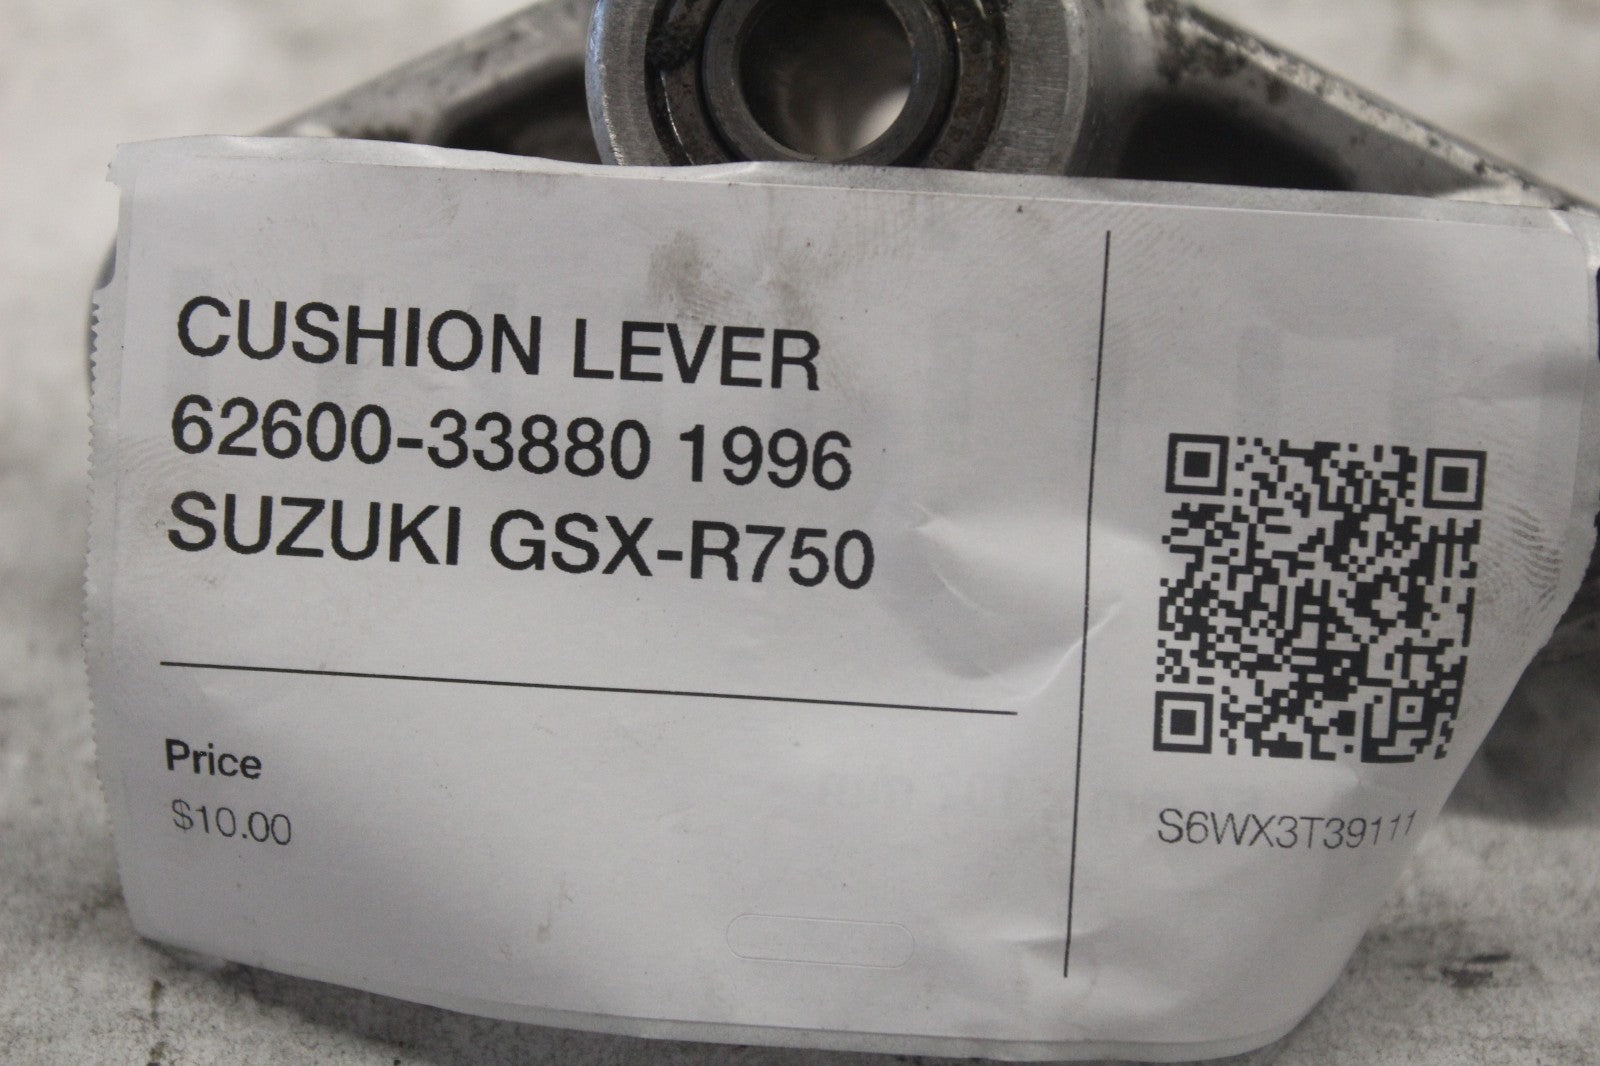 CUSHION LEVER
62600-33880 1996
SUZUKI GSX-R750
Price
$10.00
S6WX3T39111